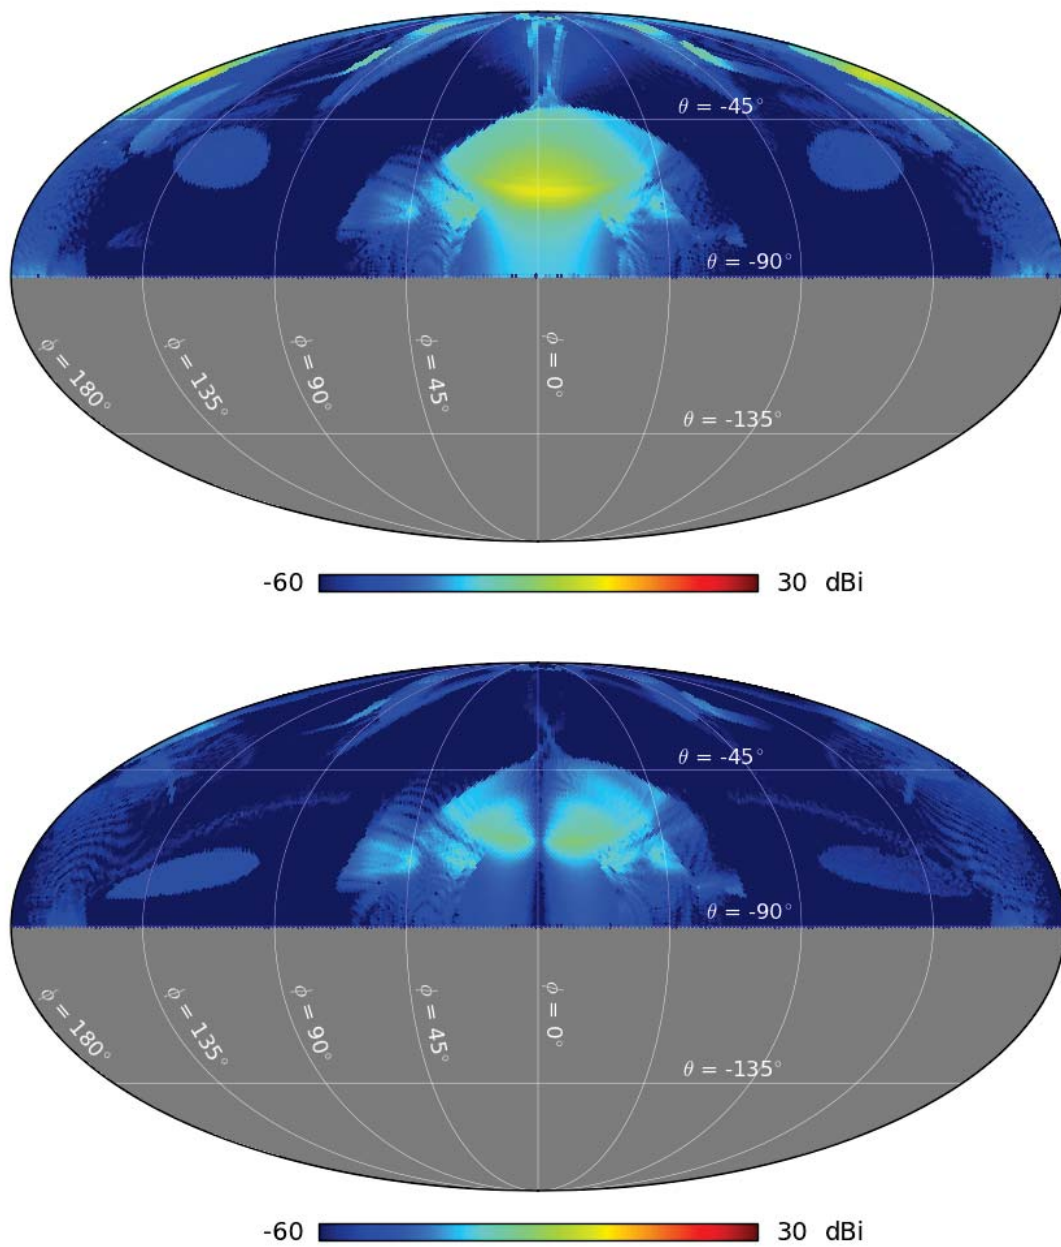 θ = -45°
θ = -90°
ϕ = 180°
ϕ = 135°
ϕ = 90°
ϕ = 45°
ϕ = 0°
θ = -135°
-60 30 dBi
θ = -45°
θ = -90°
ϕ = 180°
ϕ = 135°
ϕ = 90°
ϕ = 45°
ϕ = 0°
θ = -135°
-60 30 dBi